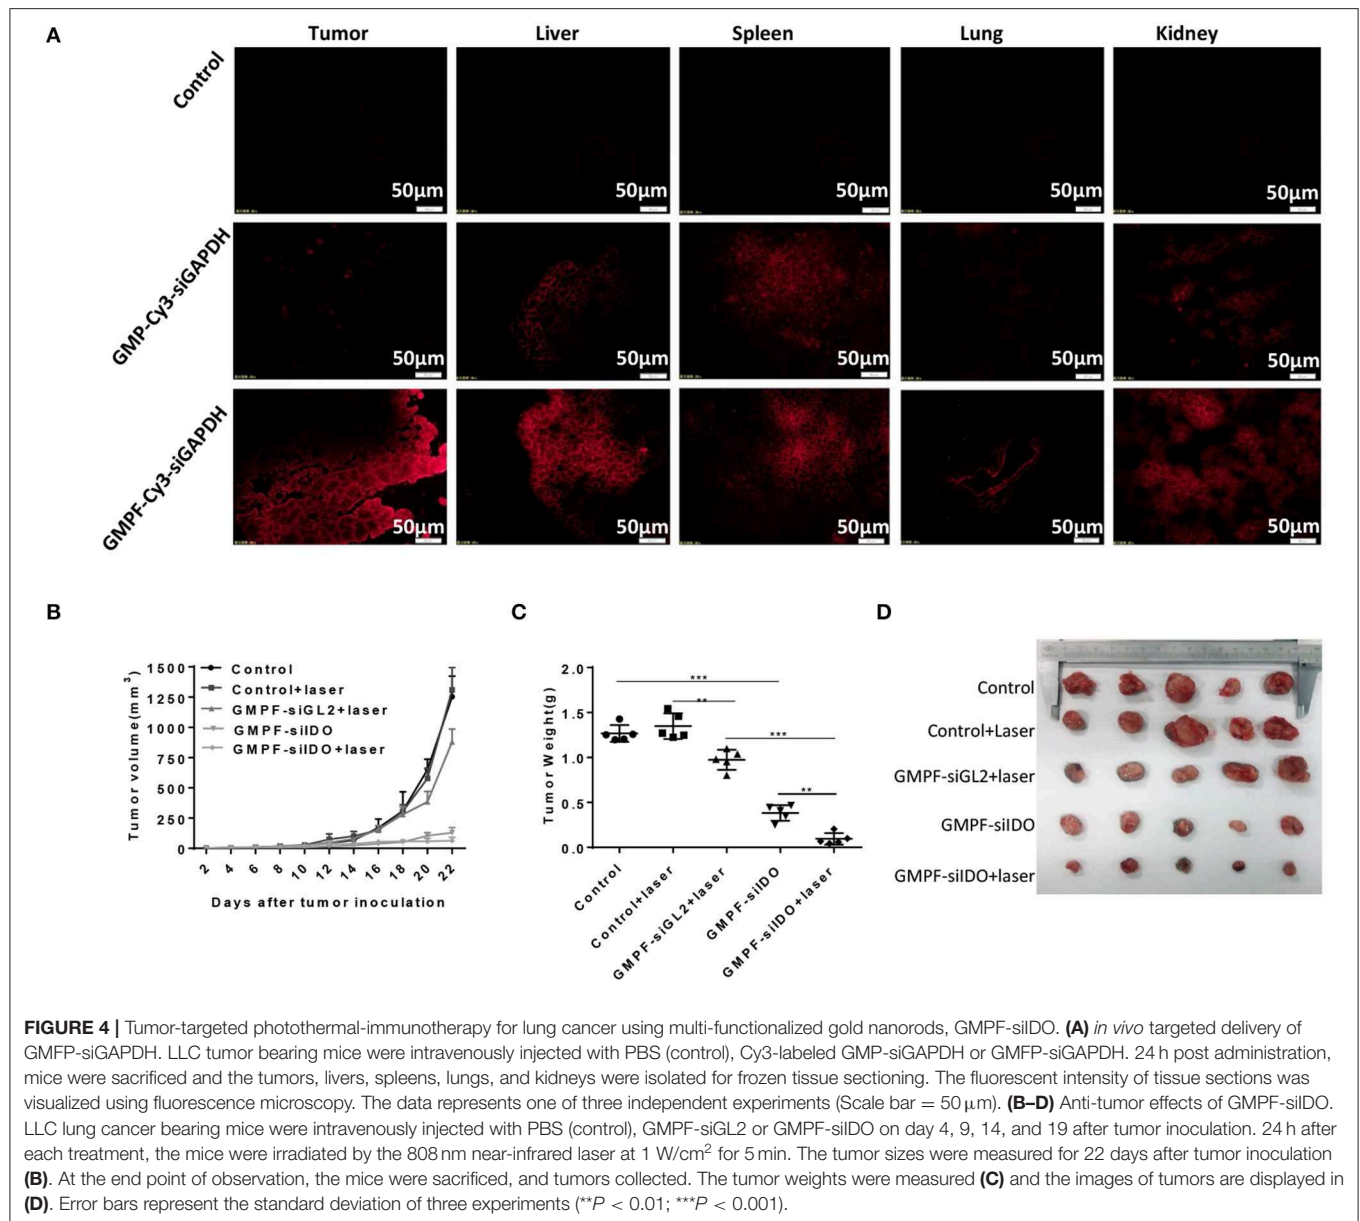 A
Tumor
Liver
Spleen
Lung
Kidney
Control
50μm
50μm
50μm
50μm
50μm
GMP-Cy3-siGAPDH
50μm
50μm
50μm
50μm
50μm
GMPF-Cy3-siGAPDH
50μm
50μm
50μm
50μm
50μm
B
Tumor volume(mm³)
1500
1250
1000
750
500
250
0
Control
Control+laser
GMPF-siGL2+laser
GMPF-siIDO
GMPF-siIDO+laser
2
4
6
8
10
12
14
16
18
20
22
Days after tumor inoculation
C
Tumor Weight(g)
2.0
1.5
1.0
0.5
0.0
***
**
***
**
Control
Control+laser
GMPF-siGL2+laser
GMPF-siIDO
GMPF-siIDO+laser
D
Control
Control+Laser
GMPF-siGL2+laser
GMPF-siIDO
GMPF-siIDO+laser
FIGURE 4 | Tumor-targeted photothermal-immunotherapy for lung cancer using multi-functionalized gold nanorods, GMPF-siIDO. (A) in vivo targeted delivery of
GMFP-siGAPDH. LLC tumor bearing mice were intravenously injected with PBS (control), Cy3-labeled GMP-siGAPDH or GMFP-siGAPDH. 24 h post administration,
mice were sacrificed and the tumors, livers, spleens, lungs, and kidneys were isolated for frozen tissue sectioning. The fluorescent intensity of tissue sections was
visualized using fluorescence microscopy. The data represents one of three independent experiments (Scale bar = 50 μm). (B–D) Anti-tumor effects of GMPF-siIDO.
LLC lung cancer bearing mice were intravenously injected with PBS (control), GMPF-siGL2 or GMPF-siIDO on day 4, 9, 14, and 19 after tumor inoculation. 24 h after
each treatment, the mice were irradiated by the 808 nm near-infrared laser at 1 W/cm² for 5 min. The tumor sizes were measured for 22 days after tumor inoculation
(B). At the end point of observation, the mice were sacrificed, and tumors collected. The tumor weights were measured (C) and the images of tumors are displayed in
(D). Error bars represent the standard deviation of three experiments (**P < 0.01; ***P < 0.001).